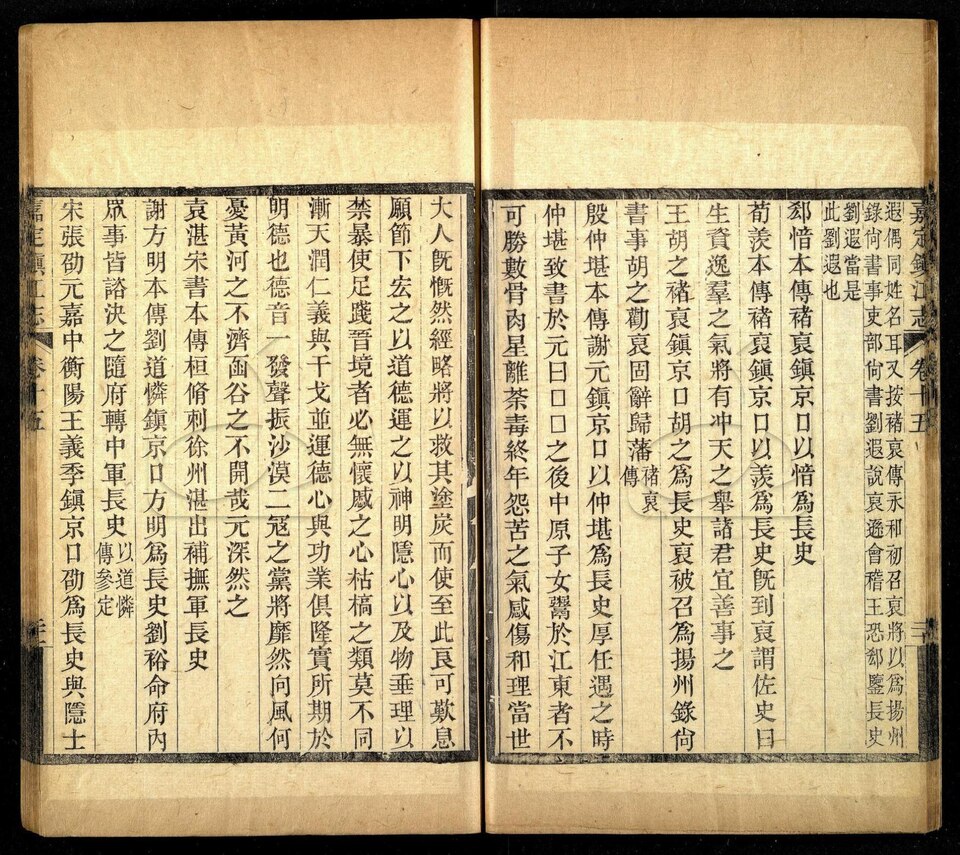 嘉定鎮江志 卷十五
遐偶同姓名耳又按褚裒傳永和初召裒將以爲揚州
錄尙書事吏部尙書劉遐說裒遜會稽王恐郄鑒長史
劉遐當是
此劉遐也
郄愔本傳褚裒鎮京口以愔爲長史
荀羨本傳褚裒鎮京口以羨爲長史旣到裒謂佐史曰
生資逸羣之氣將有冲天之舉諸君宜善事之
王胡之褚裒鎮京口胡之爲長史裒被召爲揚州錄尙
書事胡之勸裒固辭歸藩褚裒
傳
殷仲堪本傳謝元鎮京口以仲堪爲長史厚任遇之時
仲堪致書於元曰□□□之後中原子女鬻於江東者不
可勝數骨肉星離荼毒終年怨苦之氣感傷和理當世
大人旣慨然經略將以救其塗炭而使至此良可歎息
願節下宏之以道德運之以神明隱心以及物垂理以
禁暴使足踐晉境者必無懷慼之心枯槁之類莫不同
漸天潤仁義與干戈並運德心與功業俱隆實所期於
明德也德音一發聲振沙漠二冦之黨將靡然向風何
憂黃河之不濟函谷之不開哉元深然之
袁湛宋書本傳桓脩刺徐州湛出補撫軍長史
謝方明本傳劉道憐鎮京口方明爲長史劉裕命府內
眾事皆諮決之隨府轉中軍長史以道憐
傳參定
宋張劭元嘉中衡陽王義季鎮京口劭爲長史與隱士
嘉定鎮江志 卷十五